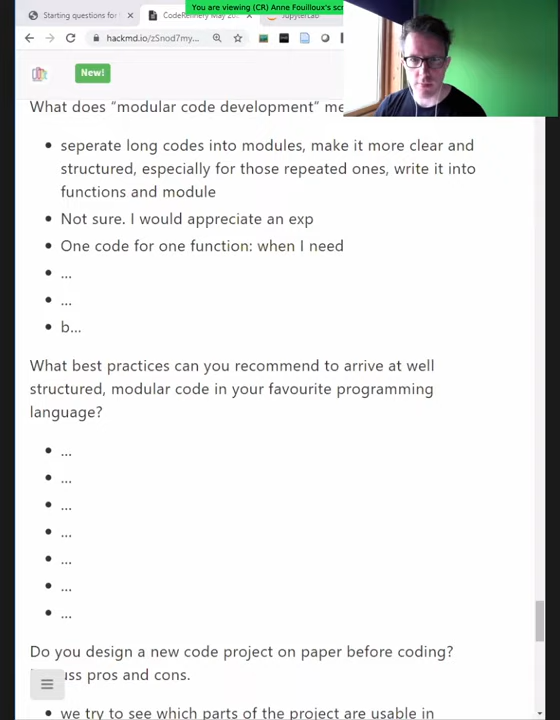 You are viewing (CR) Anne Fouilloux's scr
Starting questions for
CodeRefinery May 20
JupyterLab
hackmd.io/zSnod7my...
New!
What does “modular code development” me
seperate long codes into modules, make it more clear and
structured, especially for those repeated ones, write it into
functions and module
Not sure. I would appreciate an exp
One code for one function: when I need
...
...
b...
What best practices can you recommend to arrive at well
structured, modular code in your favourite programming
language?
...
...
...
...
...
...
...
Do you design a new code project on paper before coding?
uss pros and cons.
we try to see which parts of the project are usable in